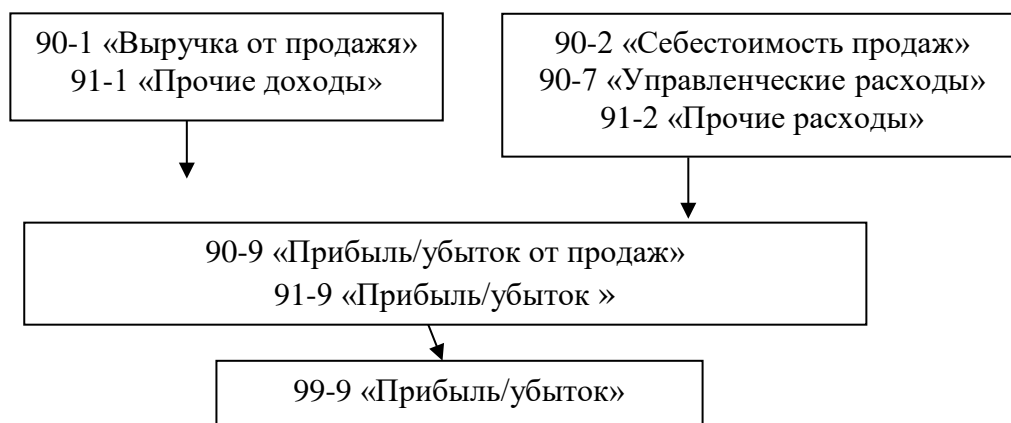 90-1 «Выручка от продажя»
91-1 «Прочие доходы»
90-2 «Себестоимость продаж»
90-7 «Управленческие расходы»
91-2 «Прочие расходы»
90-9 «Прибыль/убыток от продаж»
91-9 «Прибыль/убыток »
99-9 «Прибыль/убыток»